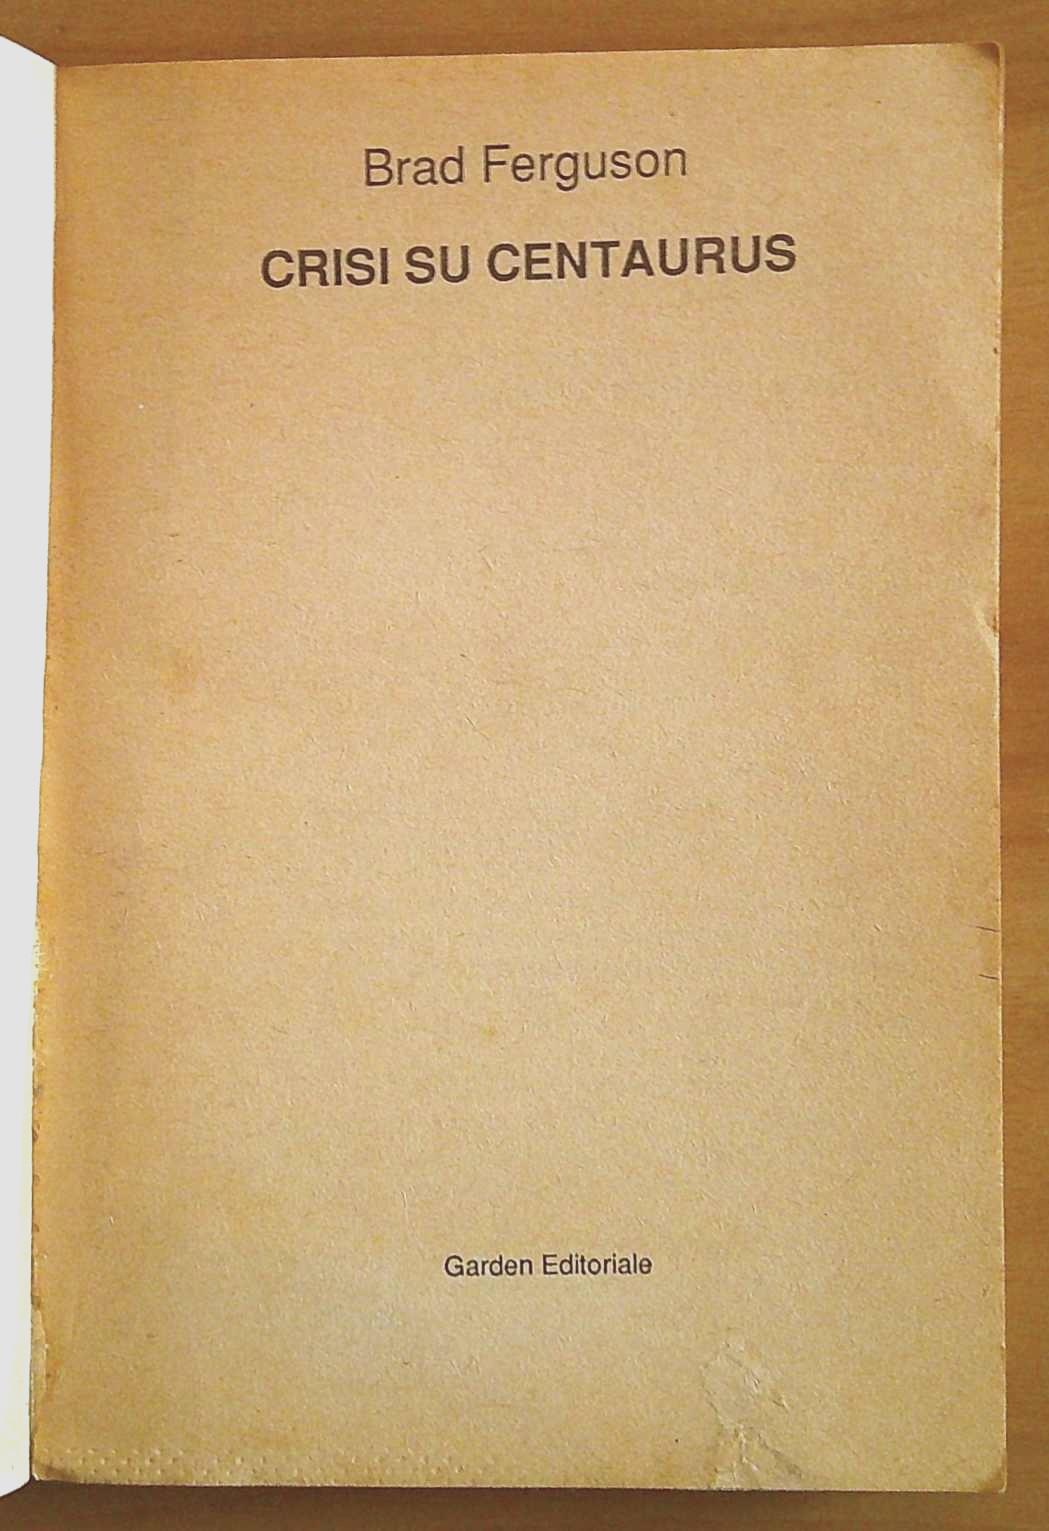 Brad Ferguson
CRISI SU CENTAURUS
Garden Editoriale